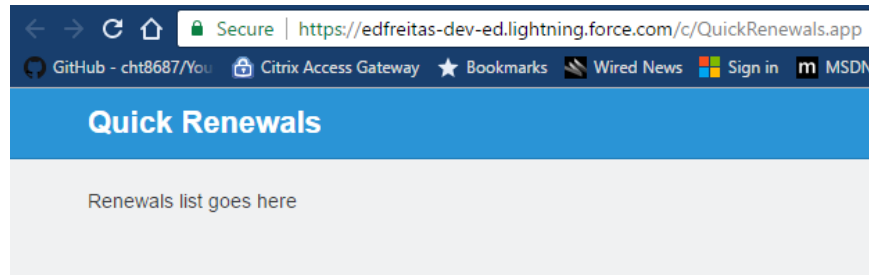 Secure | https://edfreitas-dev-ed.lightning.force.com/c/QuickRenewals.app
GitHub - cht8687/You Citrix Access Gateway Bookmarks Wired News Sign in m MSDN
Quick Renewals
Renewals list goes here